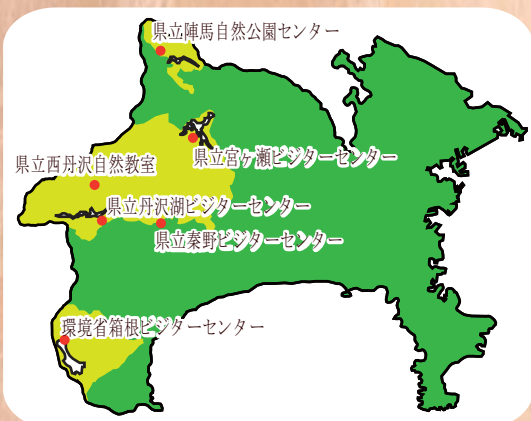 県立陣馬自然公園センター
県立宮ヶ瀬ビジターセンター
県立西丹沢自然教室
県立丹沢湖ビジターセンター
県立秦野ビジターセンター
環境省箱根ビジターセンター